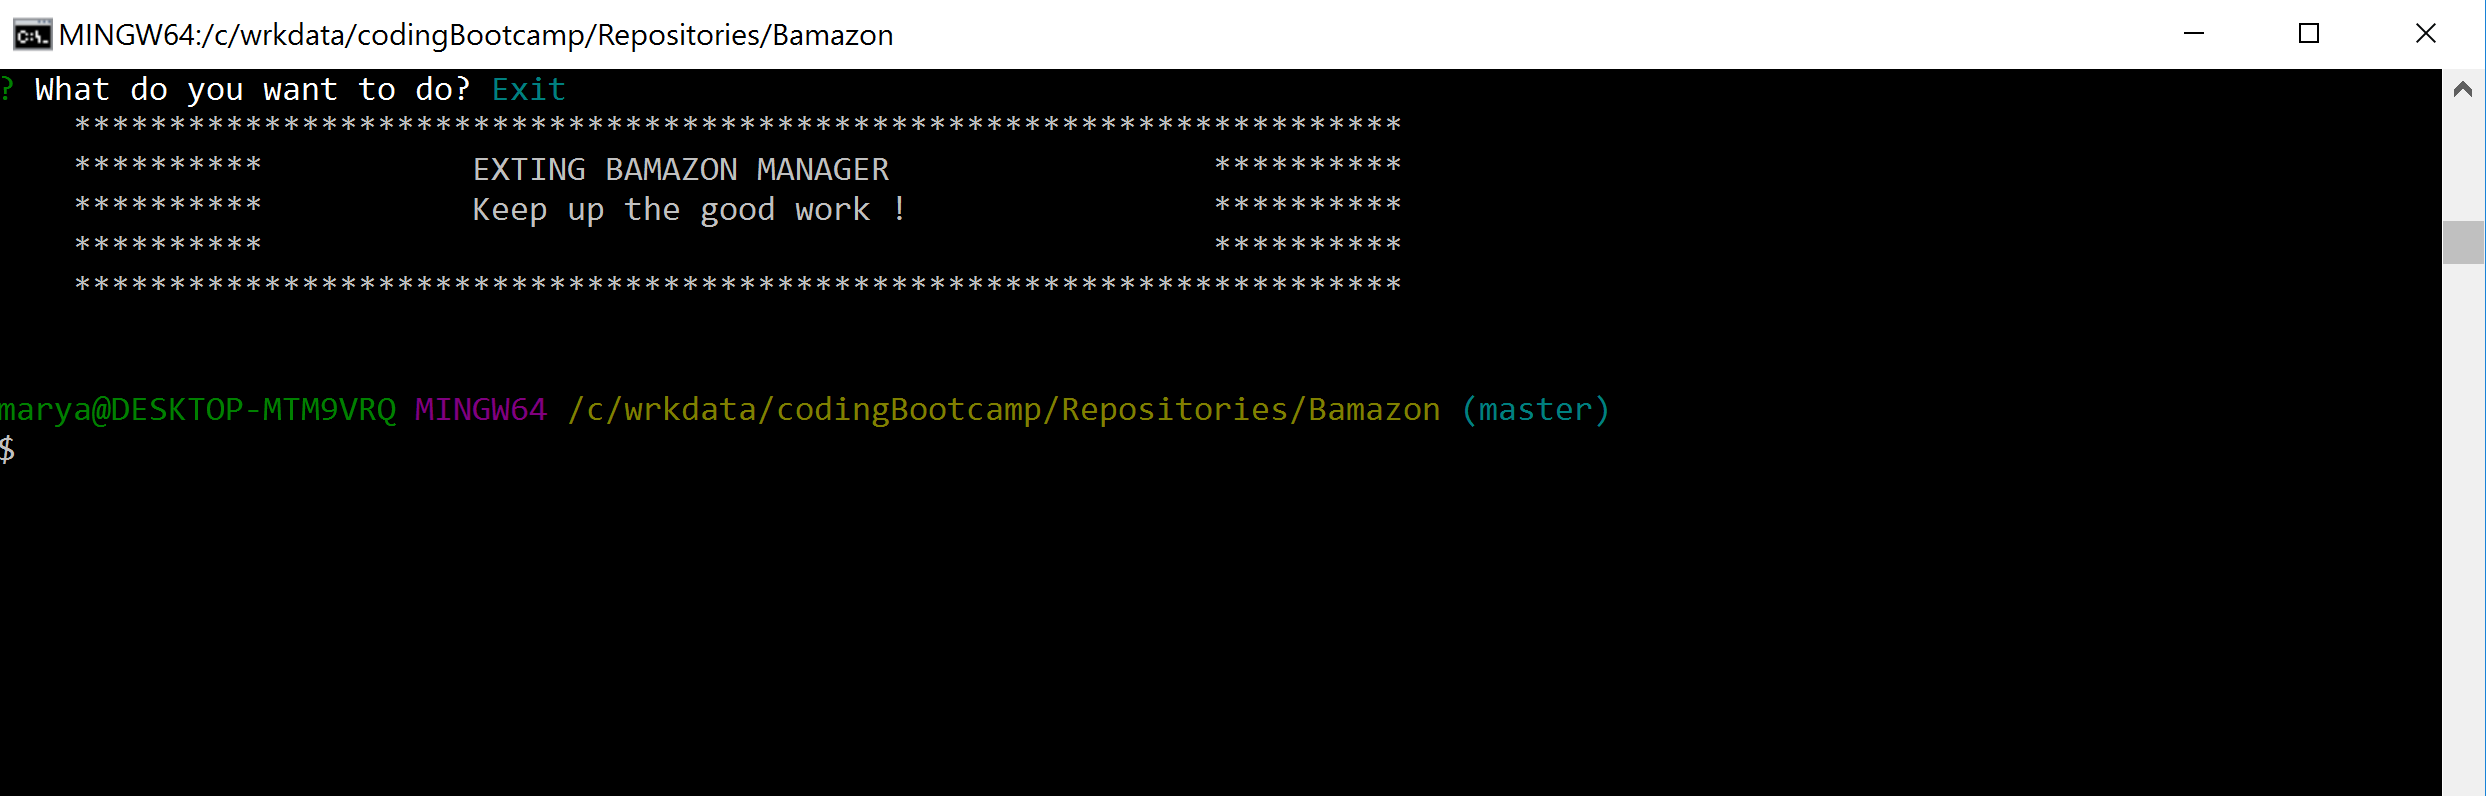 MINGW64:/c/wrkdata/codingBootcamp/Repositories/Bamazon
? What do you want to do? Exit
**********************************************************************
********** EXTING BAMAZON MANAGER **********
********** Keep up the good work ! **********
********** **********
**********************************************************************
marya@DESKTOP-MTM9VRQ MINGW64 /c/wrkdata/codingBootcamp/Repositories/Bamazon (master)
$